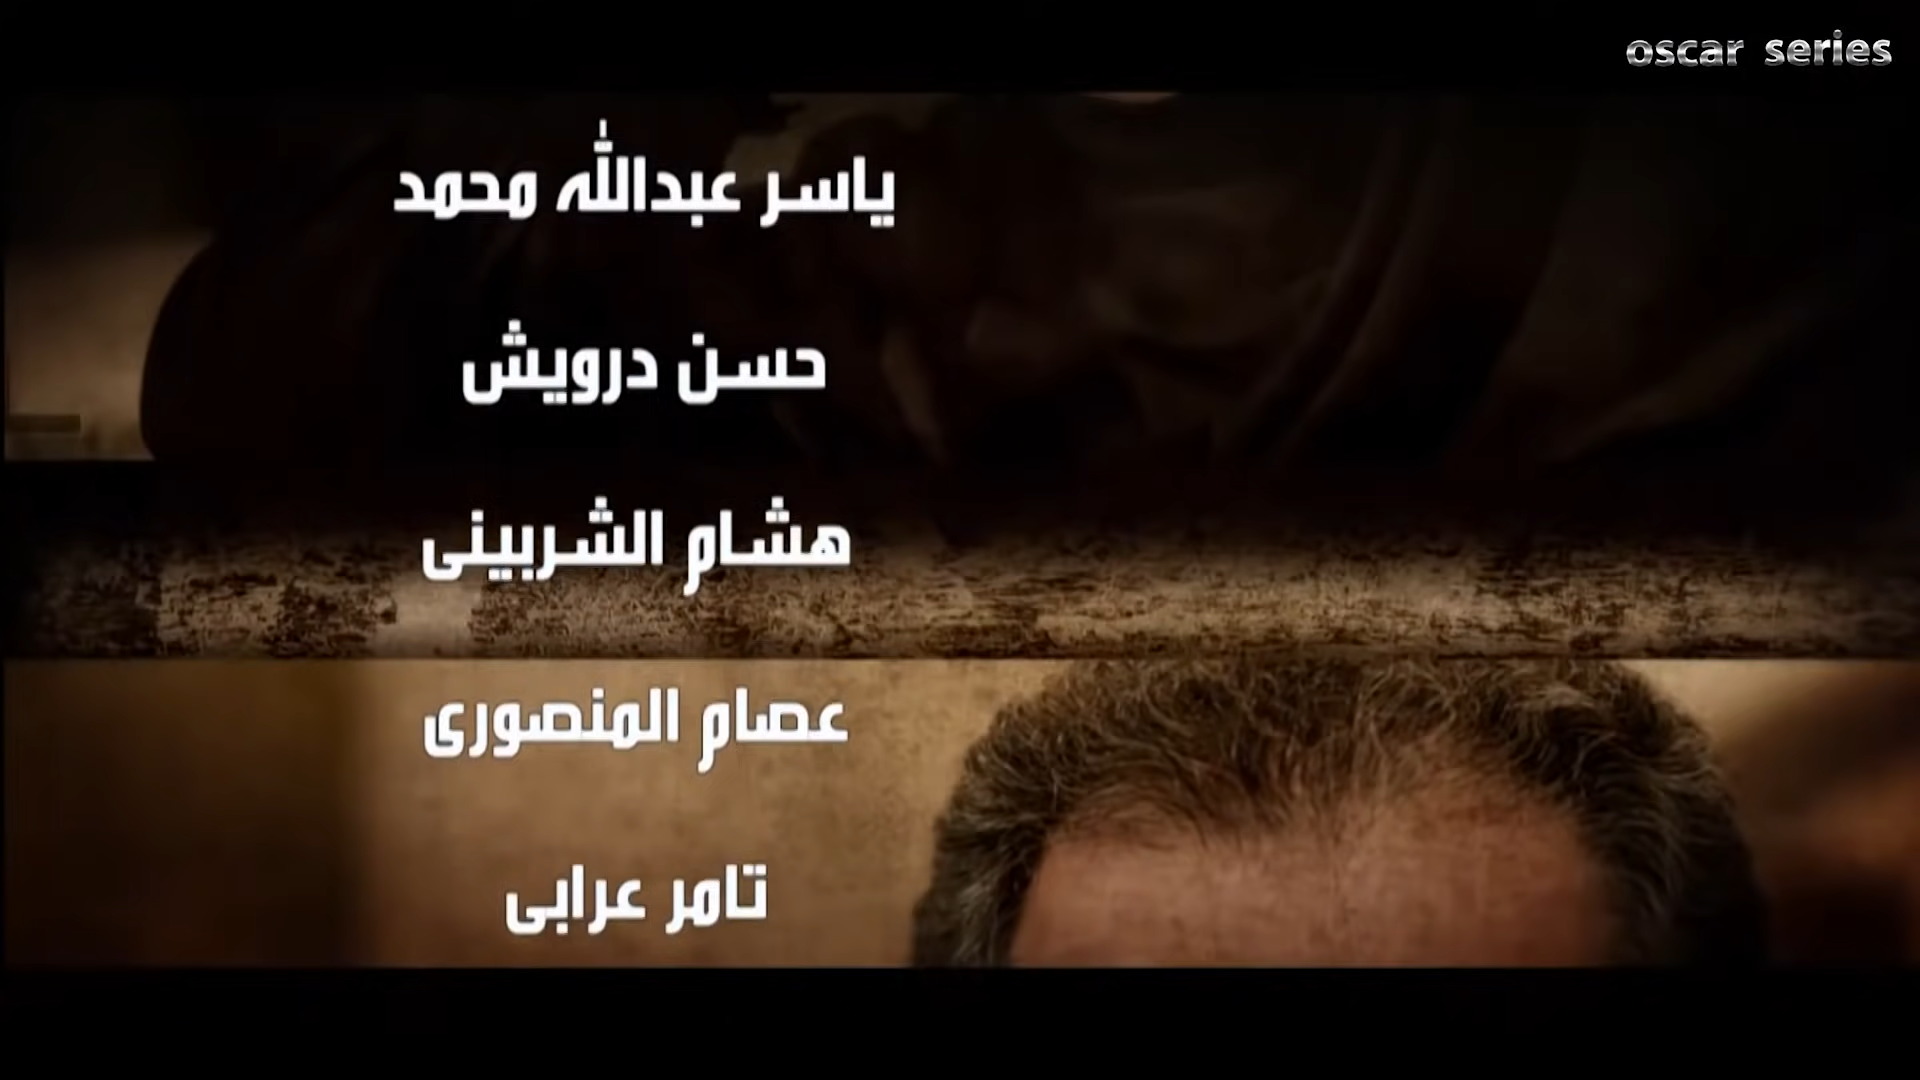 oscar series
ياسر عبدالله محمد
حسن درويش
هشام الشربينى
عصام المنصورى
تامر عرابى